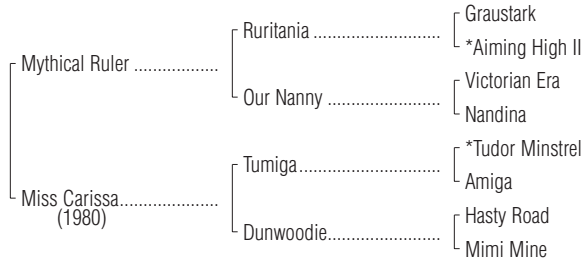 Graustark
Ruritania ..........................
*Aiming High II
Mythical Ruler .................
Victorian Era
Our Nanny .......................
Nandina
*Tudor Minstrel
Tumiga.............................
Amiga
Miss Carissa....................
(1980)
Hasty Road
Dunwoodie.......................
Mimi Mine